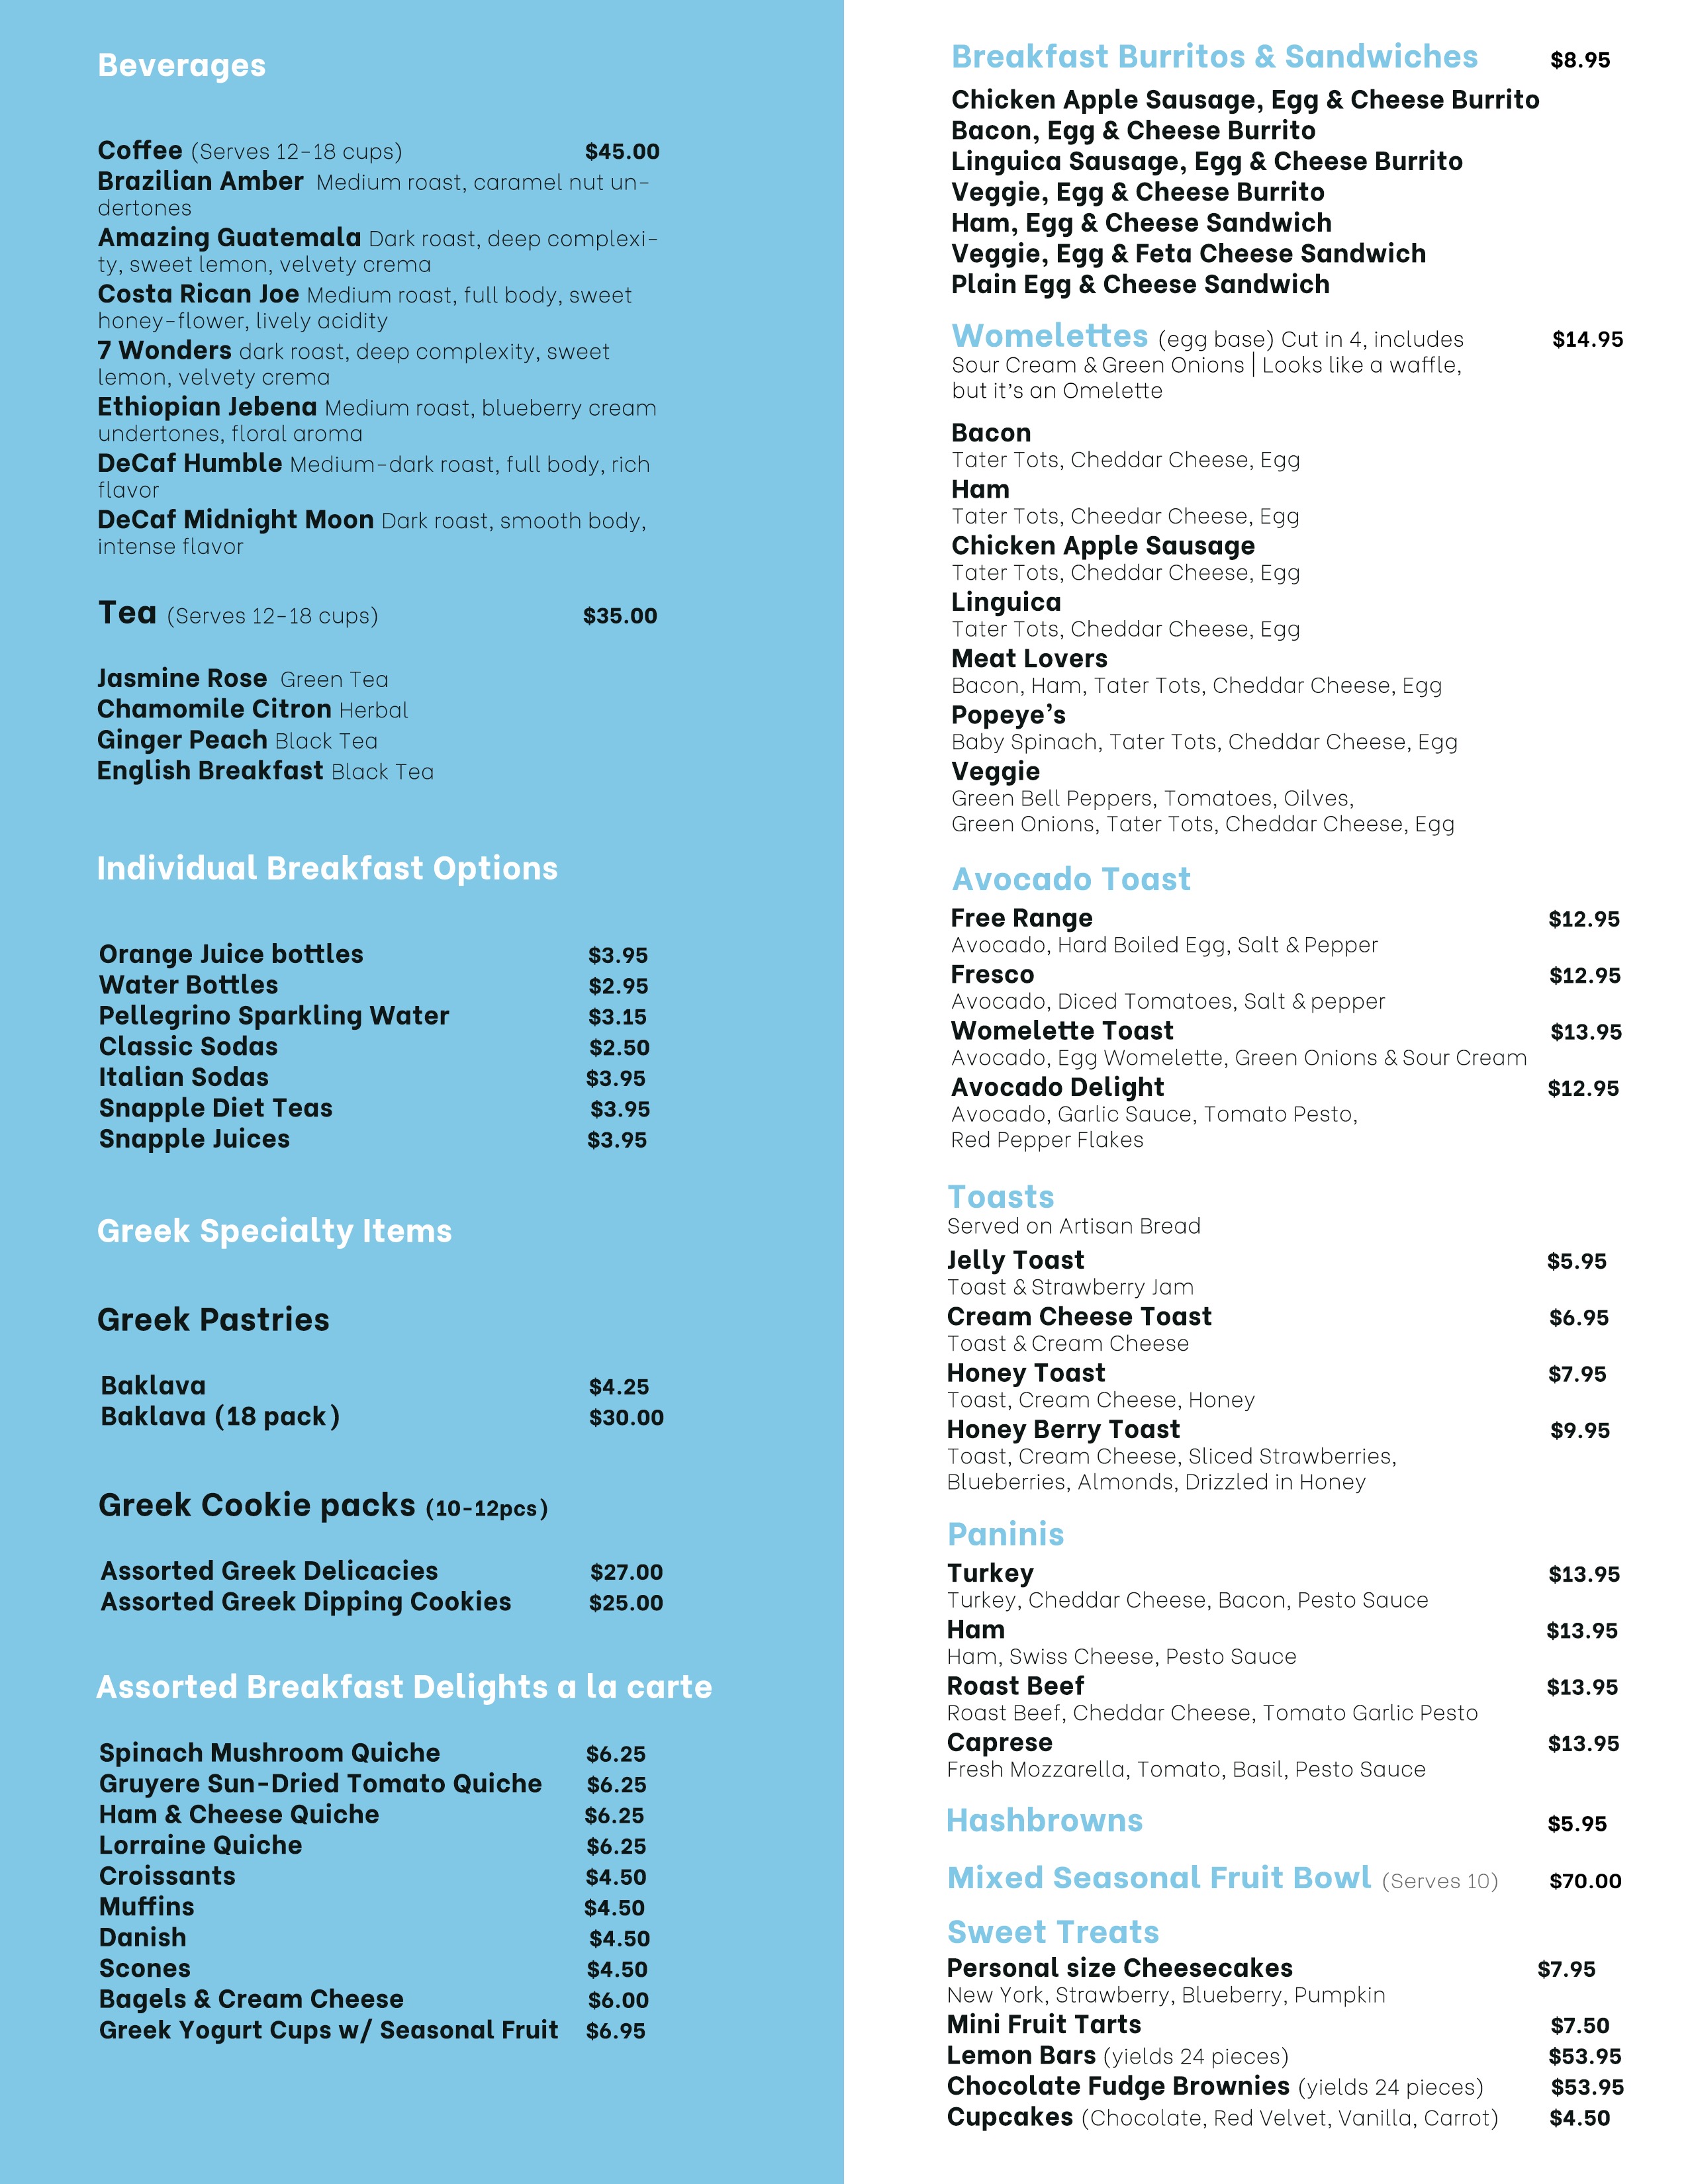 Beverages
Coffee (Serves 12-18 cups) $45.00
Brazilian Amber Medium roast, caramel nut un-
dertones
Amazing Guatemala Dark roast, deep complexi-
ty, sweet lemon, velvety crema
Costa Rican Joe Medium roast, full body, sweet
honey-flower, lively acidity
7 Wonders dark roast, deep complexity, sweet
lemon, velvety crema
Ethiopian Jebena Medium roast, blueberry cream
undertones, floral aroma
DeCaf Humble Medium-dark roast, full body, rich
flavor
DeCaf Midnight Moon Dark roast, smooth body,
intense flavor
Tea (Serves 12-18 cups) $35.00
Jasmine Rose Green Tea
Chamomile Citron Herbal
Ginger Peach Black Tea
English Breakfast Black Tea
Individual Breakfast Options
Orange Juice bottles $3.95
Water Bottles $2.95
Pellegrino Sparkling Water $3.15
Classic Sodas $2.50
Italian Sodas $3.95
Snapple Diet Teas $3.95
Snapple Juices $3.95
Greek Specialty Items
Greek Pastries
Baklava $4.25
Baklava (18 pack) $30.00
Greek Cookie packs (10-12pcs)
Assorted Greek Delicacies $27.00
Assorted Greek Dipping Cookies $25.00
Assorted Breakfast Delights a la carte
Spinach Mushroom Quiche $6.25
Gruyere Sun-Dried Tomato Quiche $6.25
Ham & Cheese Quiche $6.25
Lorraine Quiche $6.25
Croissants $4.50
Muffins $4.50
Danish $4.50
Scones $4.50
Bagels & Cream Cheese $6.00
Greek Yogurt Cups w/ Seasonal Fruit $6.95
Breakfast Burritos & Sandwiches $8.95
Chicken Apple Sausage, Egg & Cheese Burrito
Bacon, Egg & Cheese Burrito
Linguica Sausage, Egg & Cheese Burrito
Veggie, Egg & Cheese Burrito
Ham, Egg & Cheese Sandwich
Veggie, Egg & Feta Cheese Sandwich
Plain Egg & Cheese Sandwich
Womelettes (egg base) Cut in 4, includes $14.95
Sour Cream & Green Onions | Looks like a waffle,
but it's an Omelette
Bacon
Tater Tots, Cheddar Cheese, Egg
Ham
Tater Tots, Cheedar Cheese, Egg
Chicken Apple Sausage
Tater Tots, Cheddar Cheese, Egg
Linguica
Tater Tots, Cheddar Cheese, Egg
Meat Lovers
Bacon, Ham, Tater Tots, Cheddar Cheese, Egg
Popeye's
Baby Spinach, Tater Tots, Cheddar Cheese, Egg
Veggie
Green Bell Peppers, Tomatoes, Oilves,
Green Onions, Tater Tots, Cheddar Cheese, Egg
Avocado Toast
Free Range $12.95
Avocado, Hard Boiled Egg, Salt & Pepper
Fresco $12.95
Avocado, Diced Tomatoes, Salt & pepper
Womelette Toast $13.95
Avocado, Egg Womelette, Green Onions & Sour Cream
Avocado Delight $12.95
Avocado, Garlic Sauce, Tomato Pesto,
Red Pepper Flakes
Toasts
Served on Artisan Bread
Jelly Toast $5.95
Toast & Strawberry Jam
Cream Cheese Toast $6.95
Toast & Cream Cheese
Honey Toast $7.95
Toast, Cream Cheese, Honey
Honey Berry Toast $9.95
Toast, Cream Cheese, Sliced Strawberries,
Blueberries, Almonds, Drizzled in Honey
Paninis
Turkey $13.95
Turkey, Cheddar Cheese, Bacon, Pesto Sauce
Ham $13.95
Ham, Swiss Cheese, Pesto Sauce
Roast Beef $13.95
Roast Beef, Cheddar Cheese, Tomato Garlic Pesto
Caprese $13.95
Fresh Mozzarella, Tomato, Basil, Pesto Sauce
Hashbrowns $5.95
Mixed Seasonal Fruit Bowl (Serves 10) $70.00
Sweet Treats
Personal size Cheesecakes $7.95
New York, Strawberry, Blueberry, Pumpkin
Mini Fruit Tarts $7.50
Lemon Bars (yields 24 pieces) $53.95
Chocolate Fudge Brownies (yields 24 pieces) $53.95
Cupcakes (Chocolate, Red Velvet, Vanilla, Carrot) $4.50